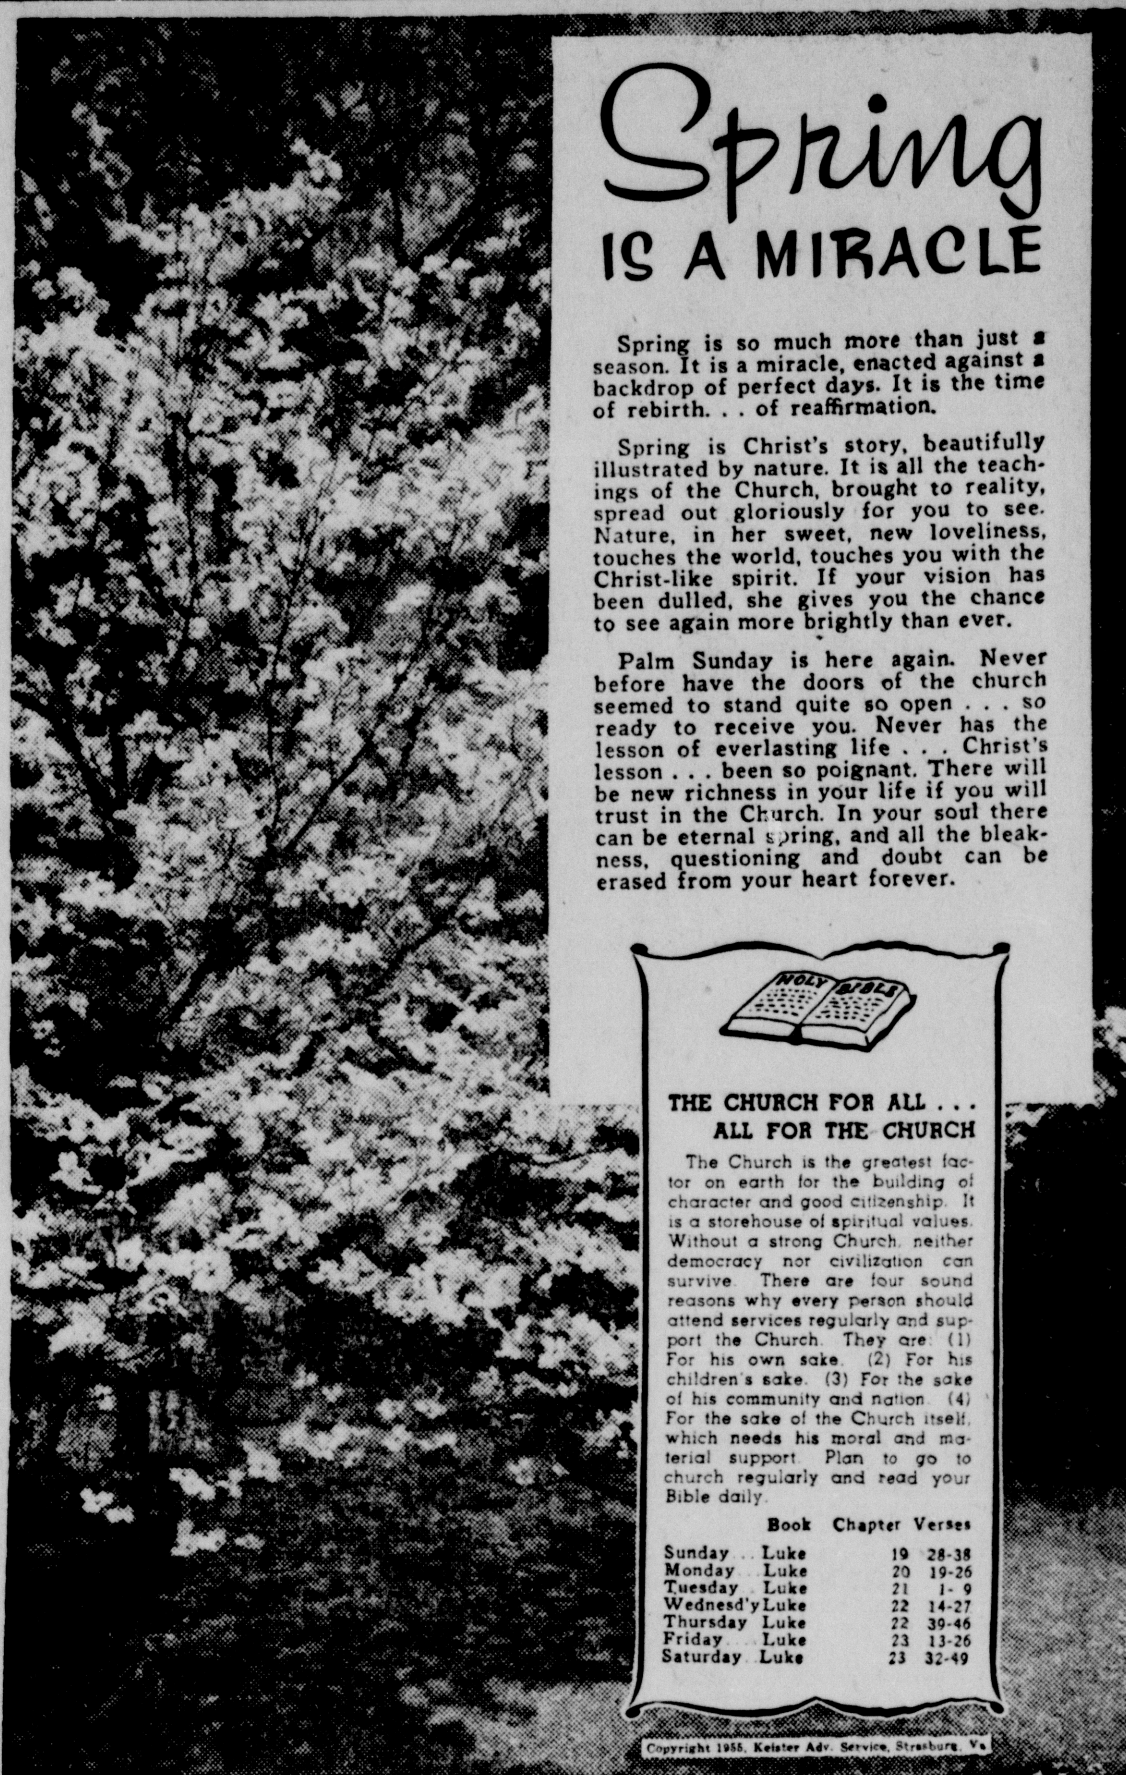 Spring
IS A MIRACLE
Spring is so much more than just a
season. It is a miracle, enacted against a
backdrop of perfect days. It is the time
of rebirth. . . of reaffirmation.
Spring is Christ's story, beautifully
illustrated by nature. It is all the teach-
ings of the Church, brought to reality,
spread out gloriously for you to see.
Nature, in her sweet, new loveliness,
touches the world, touches you with the
Christ-like spirit. If your vision has
been dulled, she gives you the chance
to see again more brightly than ever.
Palm Sunday is here again. Never
before have the doors of the church
seemed to stand quite so open . . . so
ready to receive you. Never has the
lesson of everlasting life . . . Christ's
lesson . . . been so poignant. There will
be new richness in your life if you will
trust in the Church. In your soul there
can be eternal spring, and all the bleak-
ness, questioning and doubt can be
erased from your heart forever.
HOLY BIBLE
THE CHURCH FOR ALL . . .
ALL FOR THE CHURCH
The Church is the greatest fac-
tor on earth for the building of
character and good citizenship. It
is a storehouse of spiritual values.
Without a strong Church, neither
democracy nor civilization can
survive. There are four sound
reasons why every person should
attend services regularly and sup-
port the Church. They are: (1)
For his own sake. (2) For his
children's sake. (3) For the sake
of his community and nation. (4)
For the sake of the Church itself,
which needs his moral and ma-
terial support. Plan to go to
church regularly and read your
Bible daily.
Book Chapter Verses
Sunday . . Luke 19 28-38
Monday Luke 20 19-26
Tuesday . Luke 21 1- 9
Wednesd'y Luke 22 14-27
Thursday Luke 22 39-46
Friday . . Luke 23 13-26
Saturday . Luke 23 32-49
Copyright 1955, Keister Adv. Service, Strasburg, Va.